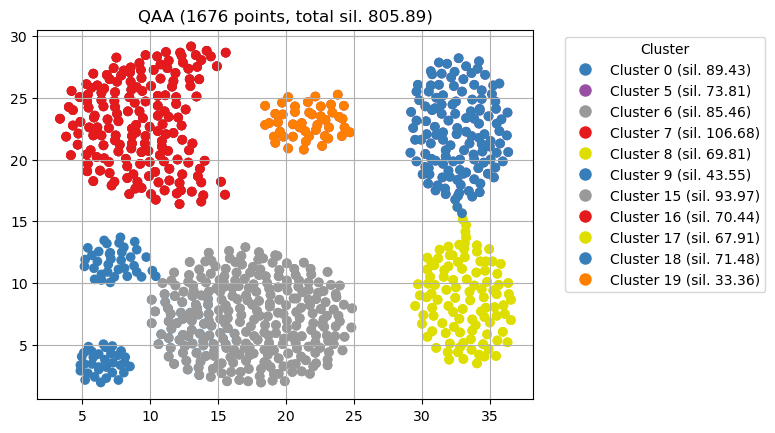 QAA (1676 points, total sil. 805.89)
30
25
20
15
10
5
5 10 15 20 25 30 35
Cluster
Cluster 0 (sil. 89.43)
Cluster 5 (sil. 73.81)
Cluster 6 (sil. 85.46)
Cluster 7 (sil. 106.68)
Cluster 8 (sil. 69.81)
Cluster 9 (sil. 43.55)
Cluster 15 (sil. 93.97)
Cluster 16 (sil. 70.44)
Cluster 17 (sil. 67.91)
Cluster 18 (sil. 71.48)
Cluster 19 (sil. 33.36)